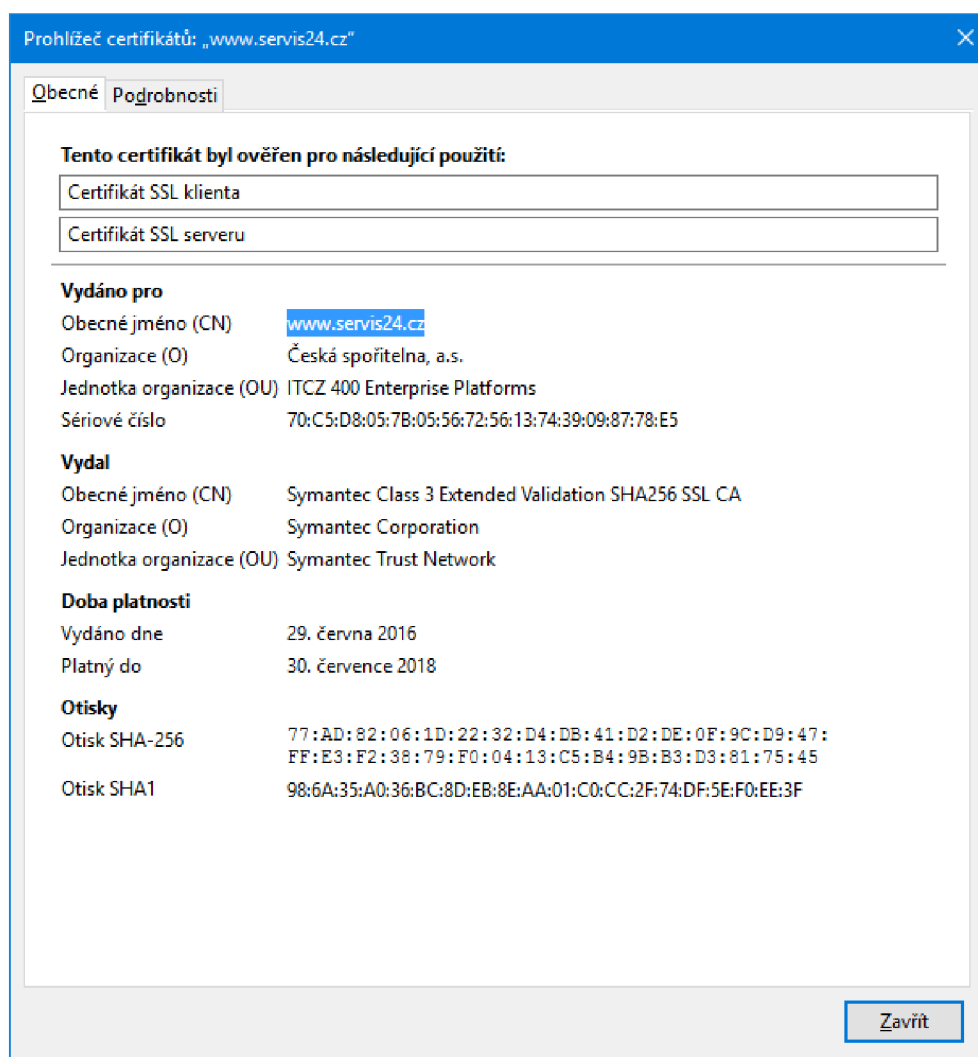 Prohlížeč certifikátů: „www.servis24.cz“
Obecné Podrobnosti
Tento certifikát byl ověřen pro následující použití:
Certifikát SSL klienta
Certifikát SSL serveru
Vydáno pro
Obecné jméno (CN) www.servis24.cz
Organizace (O) Česká spořitelna, a.s.
Jednotka organizace (OU) ITCZ 400 Enterprise Platforms
Sériové číslo 70:C5:D8:05:7B:05:56:72:56:13:74:39:09:87:78:E5
Vydal
Obecné jméno (CN) Symantec Class 3 Extended Validation SHA256 SSL CA
Organizace (O) Symantec Corporation
Jednotka organizace (OU) Symantec Trust Network
Doba platnosti
Vydáno dne 29. června 2016
Platný do 30. července 2018
Otisky
Otisk SHA-256 77:AD:82:06:1D:22:32:D4:DB:41:D2:DE:0F:9C:D9:47:
FF:E3:F2:38:79:F0:04:13:C5:B4:9B:B3:D3:81:75:45
Otisk SHA1 98:6A:35:A0:36:BC:8D:EB:8E:AA:01:C0:CC:2F:74:DF:5E:F0:EE:3F
Zavřít